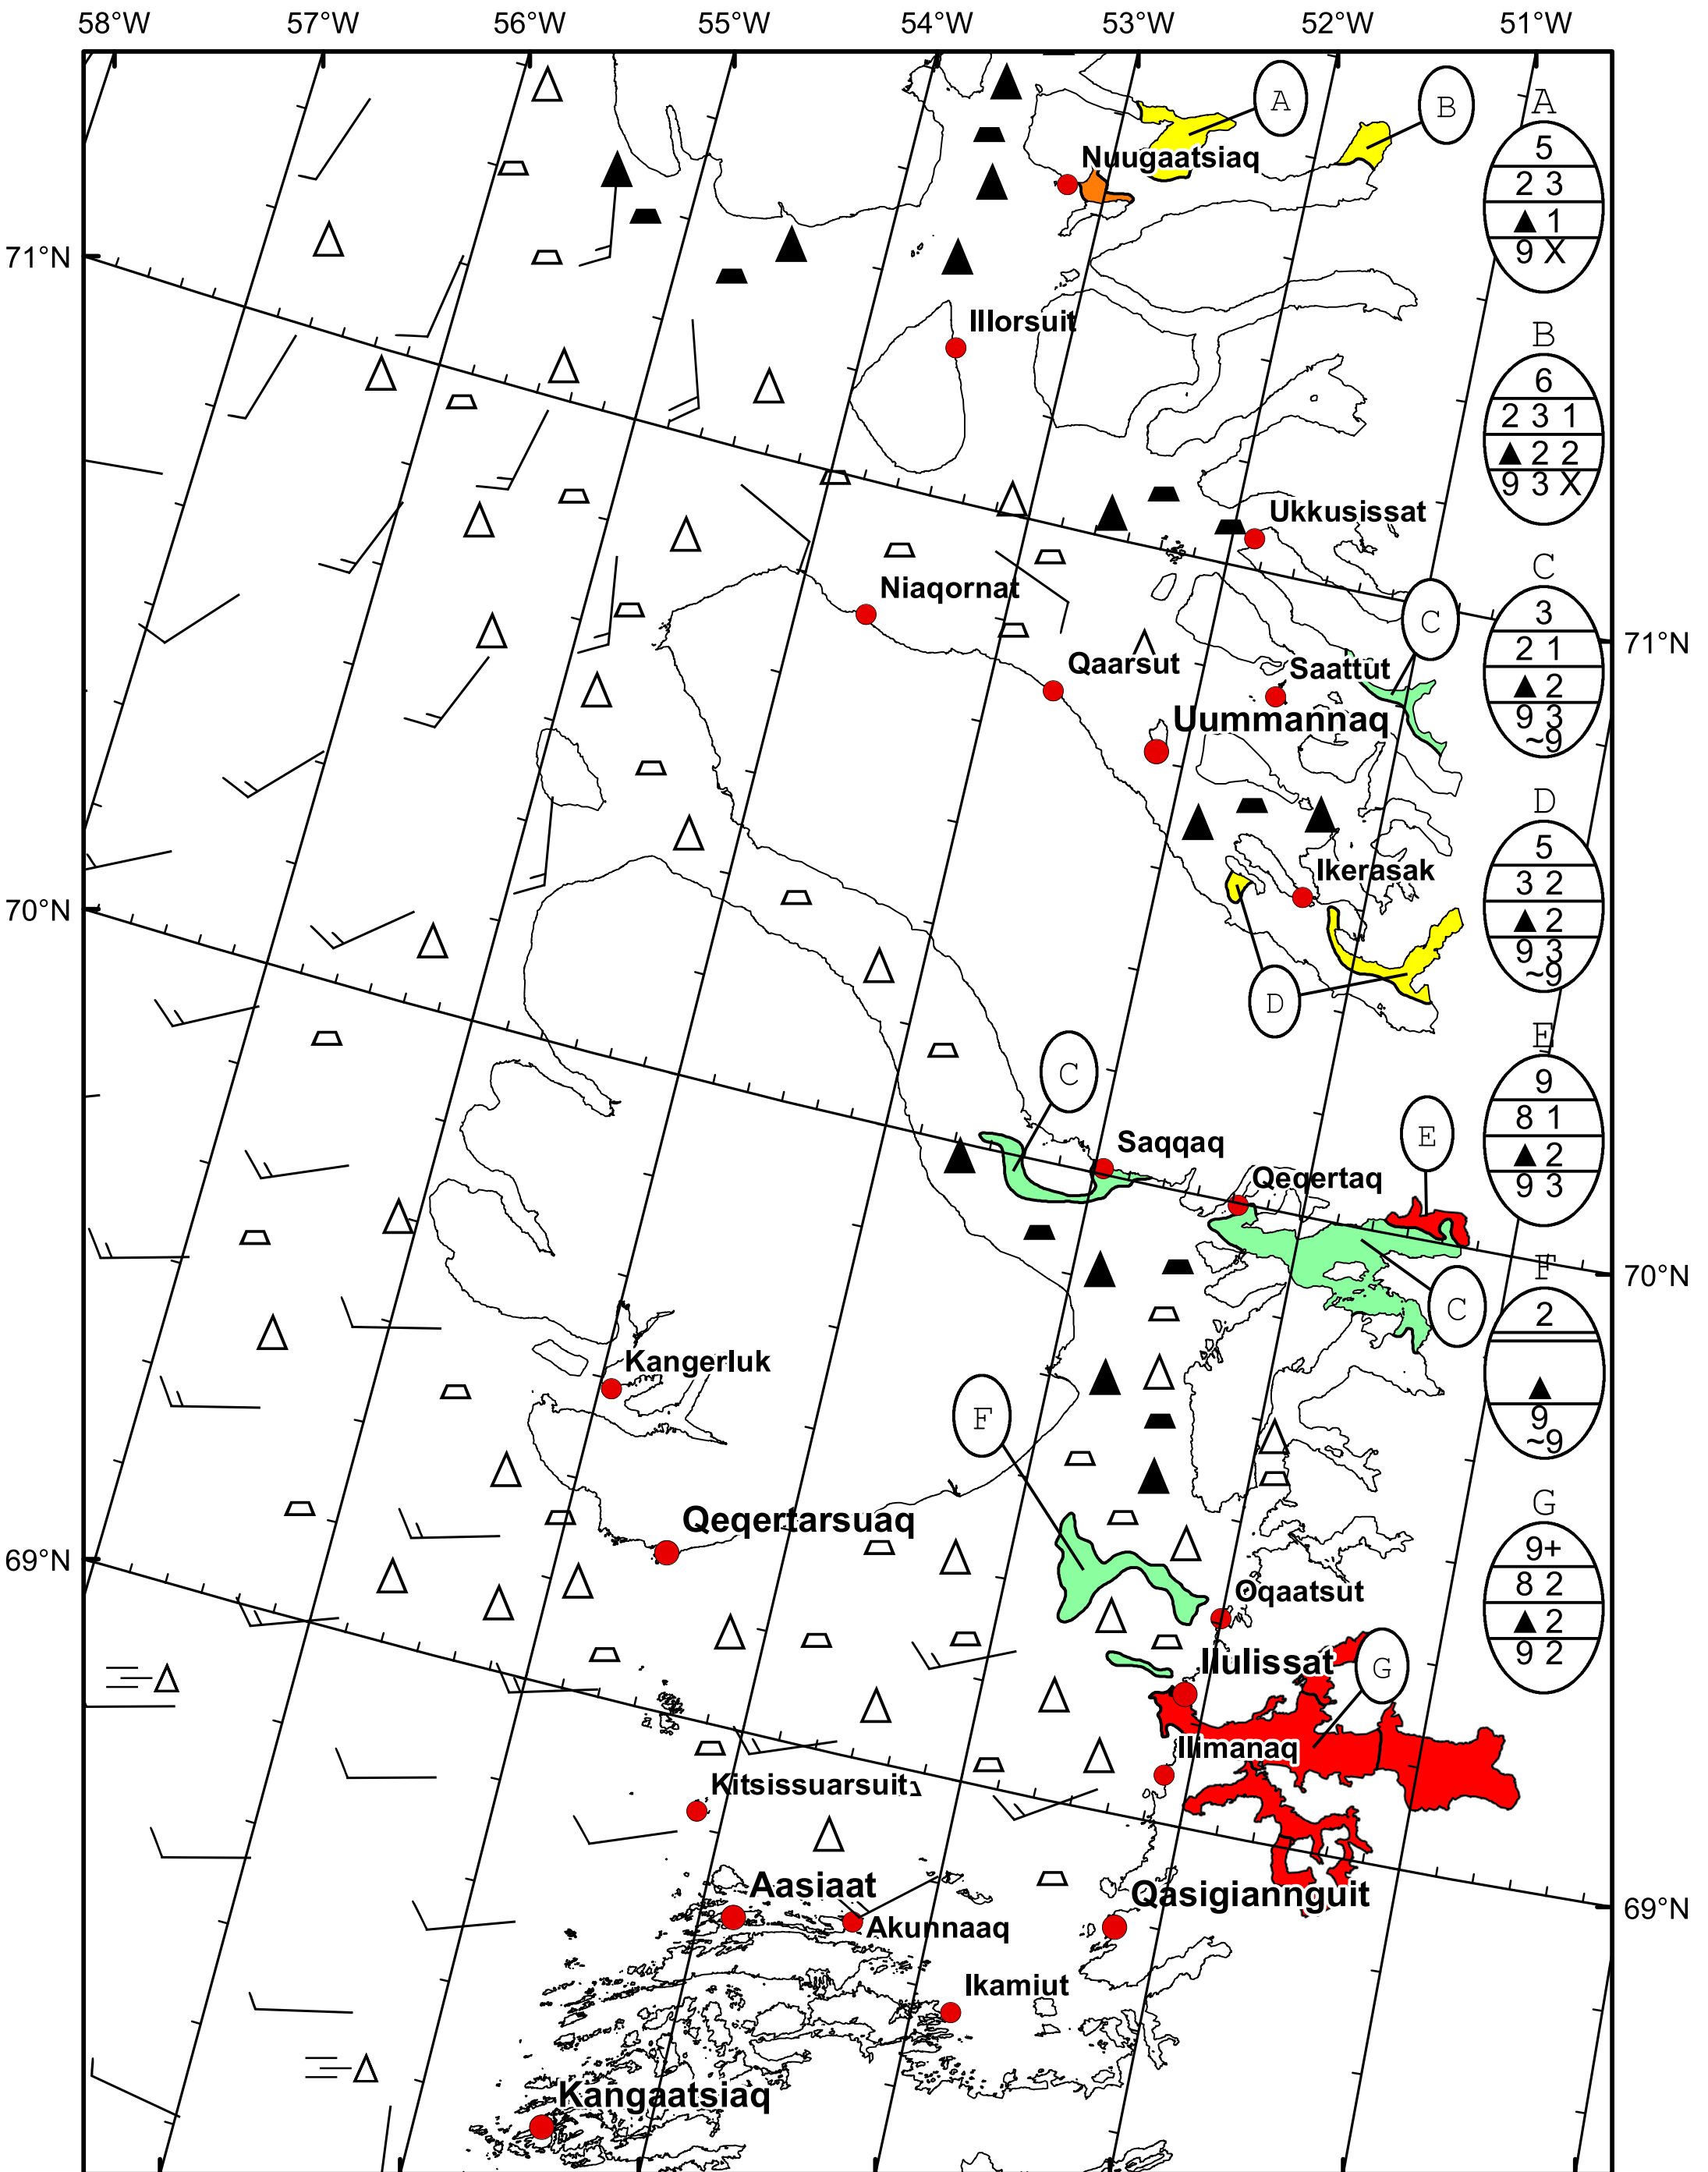 58°W 57°W 56°W 55°W 54°W 53°W 52°W 51°W
A
B
A
5
2 3
▲ 1
9 X
Nuugaatsiaq
71°N
Illorsuit
B
6
2 3 1
▲ 2 2
9 3 X
Ukkusissat
Niaqornat
C
C
3
2 1
▲ 2
9 3
~9
71°N
Qaarsut
Saattut
Uummannaq
D
5
3 2
▲ 2
9 3
~9
Ikerasak
70°N
D
C
E
9
8 1
▲ 2
9 3
E
Saqqaq
Qeqertaq
C
70°N
F
2
▲
9
~9
Kangerluk
F
Qeqertarsuaq
G
9+
8 2
▲ 2
9 2
69°N
Oqaatsut
Ilulissat
G
Ilimanaq
Kitsissuarsuit
Aasiaat
Qasigiannguit
69°N
Akunnaaq
Ikamiut
Kangaatsiaq